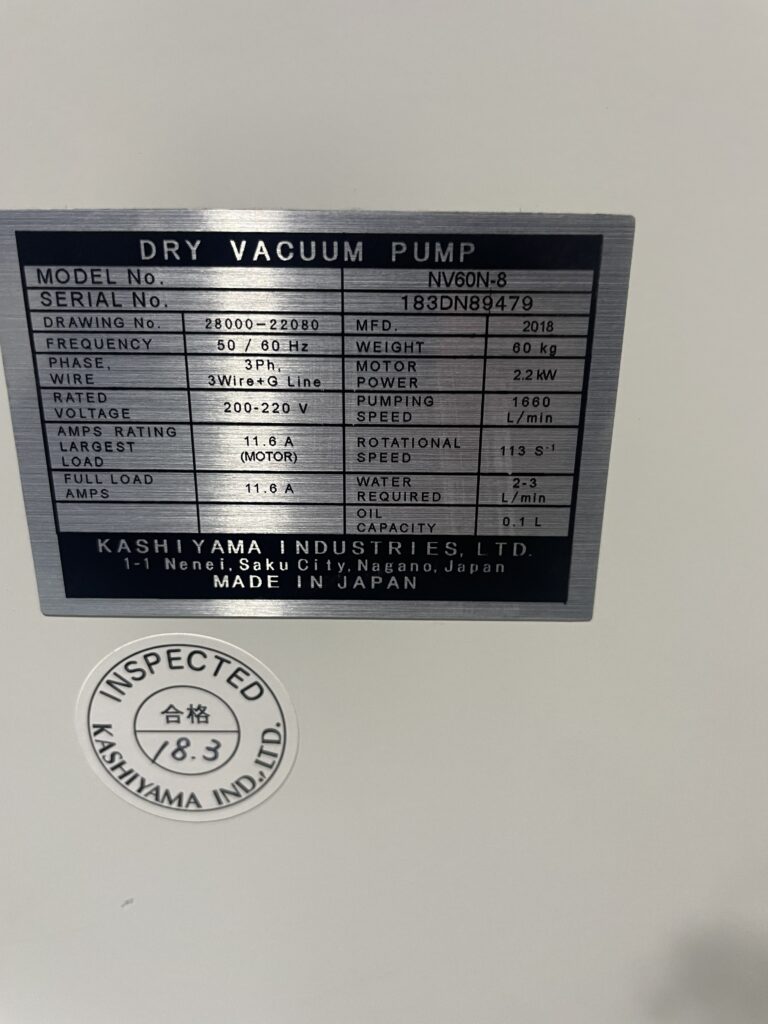 DRY VACUUM PUMP
MODEL No. NV60N-8
SERIAL No. 183DN89479
DRAWING No. 28000-22080 MFD. 2018
FREQUENCY 50 / 60 Hz WEIGHT 60 kg
PHASE, WIRE 3Ph, 3Wire+G Line MOTOR POWER 2.2 kW
RATED VOLTAGE 200-220 V PUMPING SPEED 1660 L/min
AMPS RATING LARGEST LOAD 11.6 A (MOTOR) ROTATIONAL SPEED 113 S⁻¹
FULL LOAD AMPS 11.6 A WATER REQUIRED 2-3 L/min
OIL CAPACITY 0.1 L
KASHIYAMA INDUSTRIES, LTD.
1-1 Nenei, Saku City, Nagano, Japan
MADE IN JAPAN
INSPECTED
合格
18.3
KASHIYAMA IND., LTD.